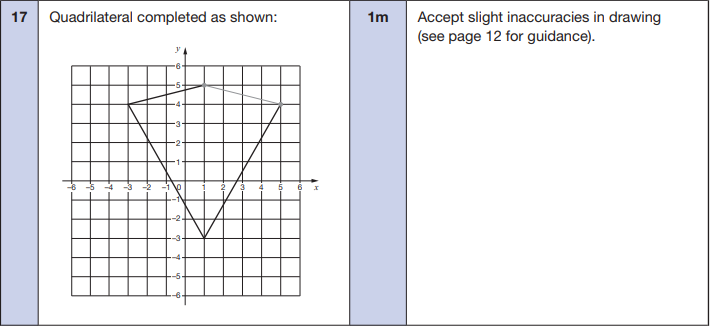 17
Quadrilateral completed as shown:
1m
Accept slight inaccuracies in drawing
(see page 12 for guidance).
y
6
5
4
3
2
1
-6 -5 -4 -3 -2 -1 0 1 2 3 4 5 6 x
-1
-2
-3
-4
-5
-6